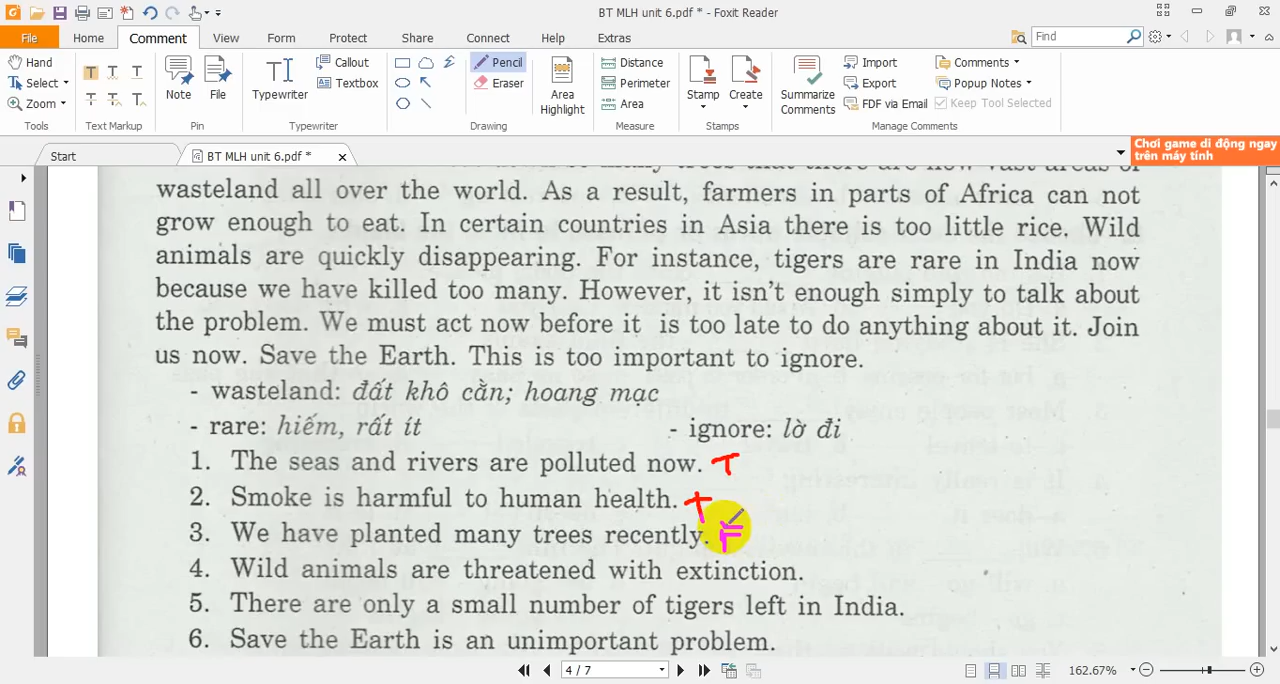 BT MLH unit 6.pdf * - Foxit Reader
File Home Comment View Form Protect Share Connect Help Extras Find
Hand Select Zoom Note File Typewriter Callout Textbox Pencil Eraser Area Highlight Distance Perimeter Area Stamp Create Summarize Comments Import Export FDF via Email Comments Popup Notes Keep Tool Selected
Tools Text Markup Pin Typewriter Drawing Measure Stamps Manage Comments
Start BT MLH unit 6.pdf *
Chơi game di động ngay
trên máy tính
many trees that there are now vast areas of
wasteland all over the world. As a result, farmers in parts of Africa can not
grow enough to eat. In certain countries in Asia there is too little rice. Wild
animals are quickly disappearing. For instance, tigers are rare in India now
because we have killed too many. However, it isn't enough simply to talk about
the problem. We must act now before it is too late to do anything about it. Join
us now. Save the Earth. This is too important to ignore.
- wasteland: đất khô cằn; hoang mạc
- rare: hiếm, rất ít - ignore: lờ đi
1. The seas and rivers are polluted now. T
2. Smoke is harmful to human health. T
3. We have planted many trees recently. F
4. Wild animals are threatened with extinction.
5. There are only a small number of tigers left in India.
6. Save the Earth is an unimportant problem.
4 / 7 162.67%